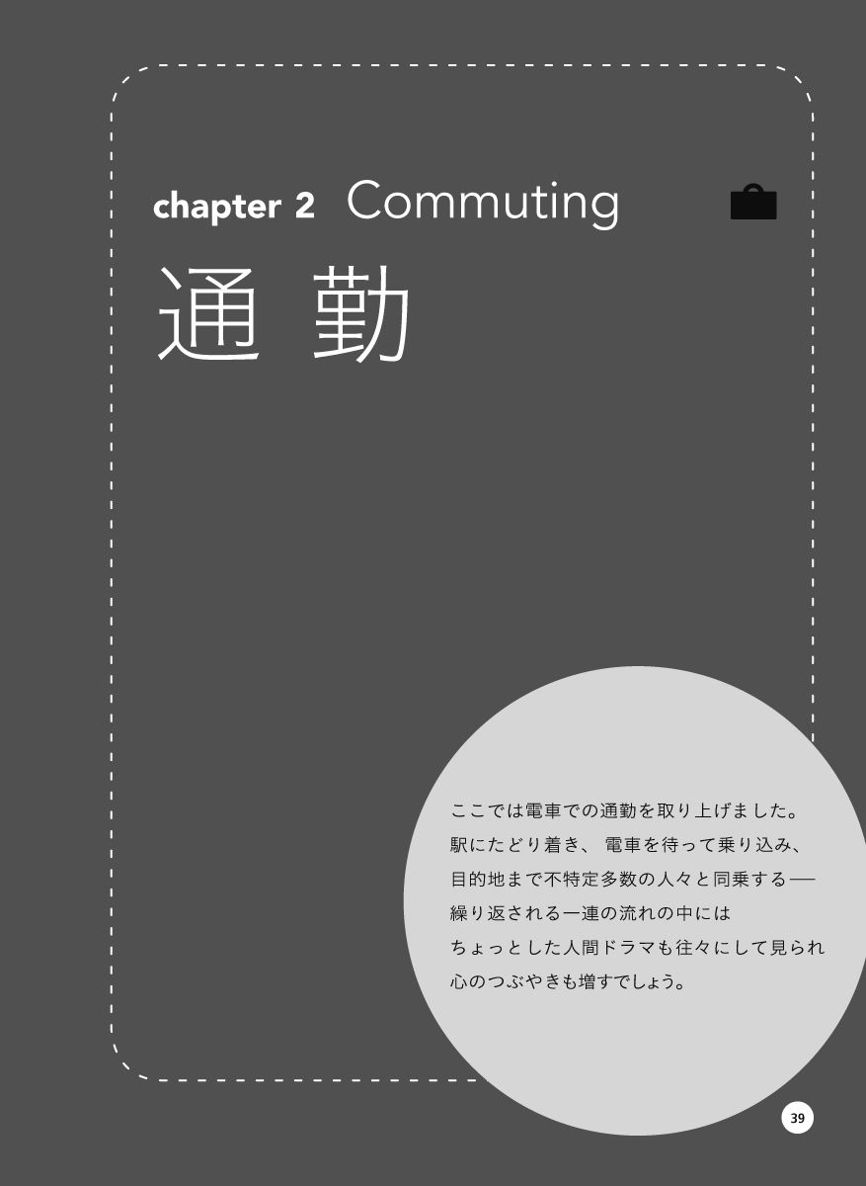 chapter 2 Commuting
通 勤
ここでは電車での通勤を取り上げました。
駅にたどり着き、 電車を待って乗り込み、
目的地まで不特定多数の人々と同乗する——
繰り返される一連の流れの中には
ちょっとした人間ドラマも往々にして見られ
心のつぶやきも増すでしょう。
39